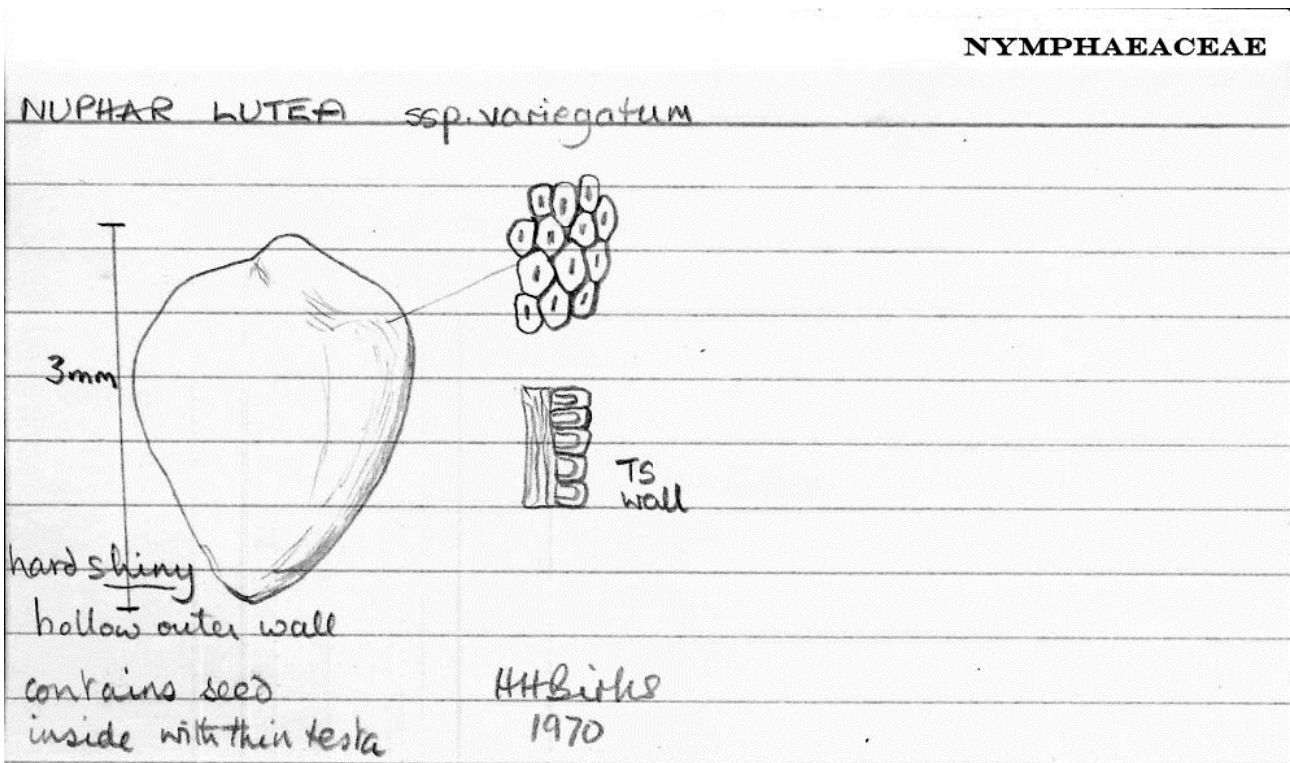 NYMPHAEACEAE
NUPHAR LUTEA ssp. variegatum
3mm
TS
wall
hard shiny
hollow outer wall
contains seed
inside with thin testa
HHBirks
1970